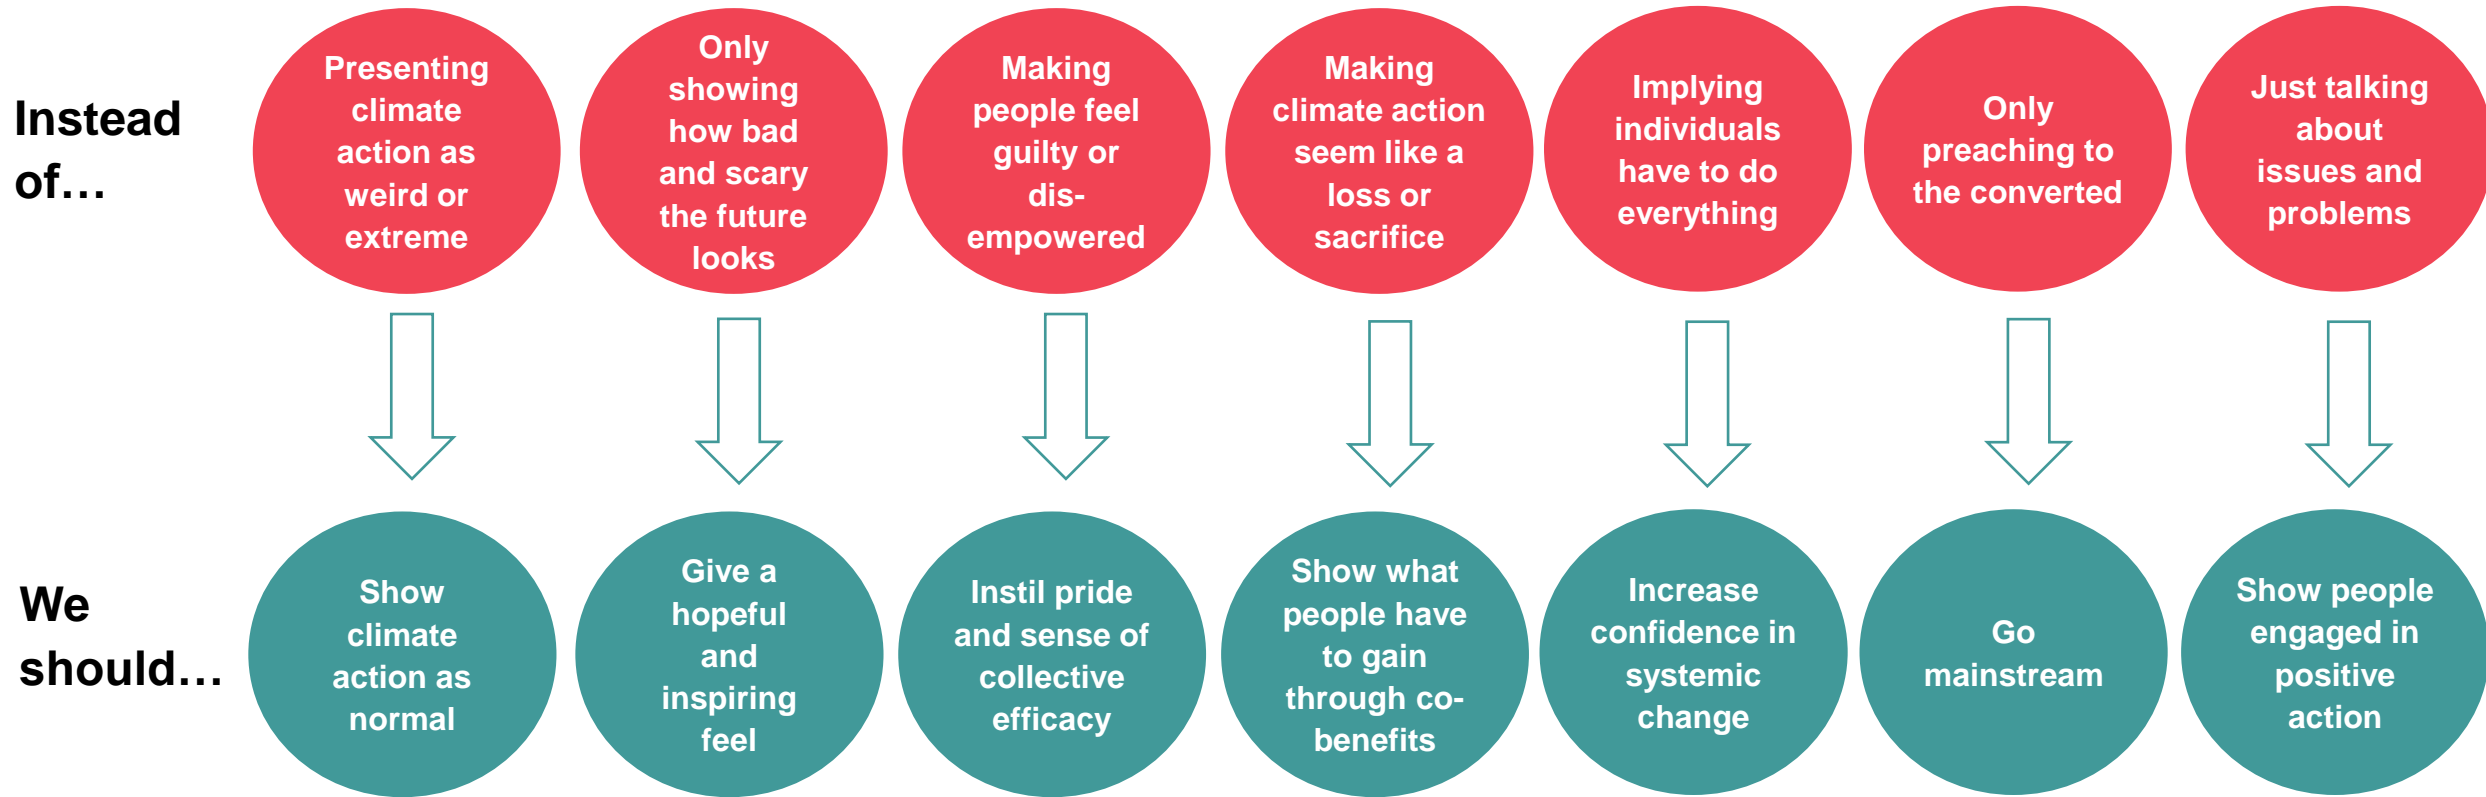 Instead
of…
Presenting
climate
action as
weird or
extreme
Only
showing
how bad
and scary
the future
looks
Making
people feel
guilty or
dis-
empowered
Making
climate action
seem like a
loss or
sacrifice
Implying
individuals
have to do
everything
Only
preaching to
the converted
Just talking
about
issues and
problems
We
should…
Show
climate
action as
normal
Give a
hopeful
and
inspiring
feel
Instil pride
and sense of
collective
efficacy
Show what
people have
to gain
through co-
benefits
Increase
confidence in
systemic
change
Go
mainstream
Show people
engaged in
positive
action